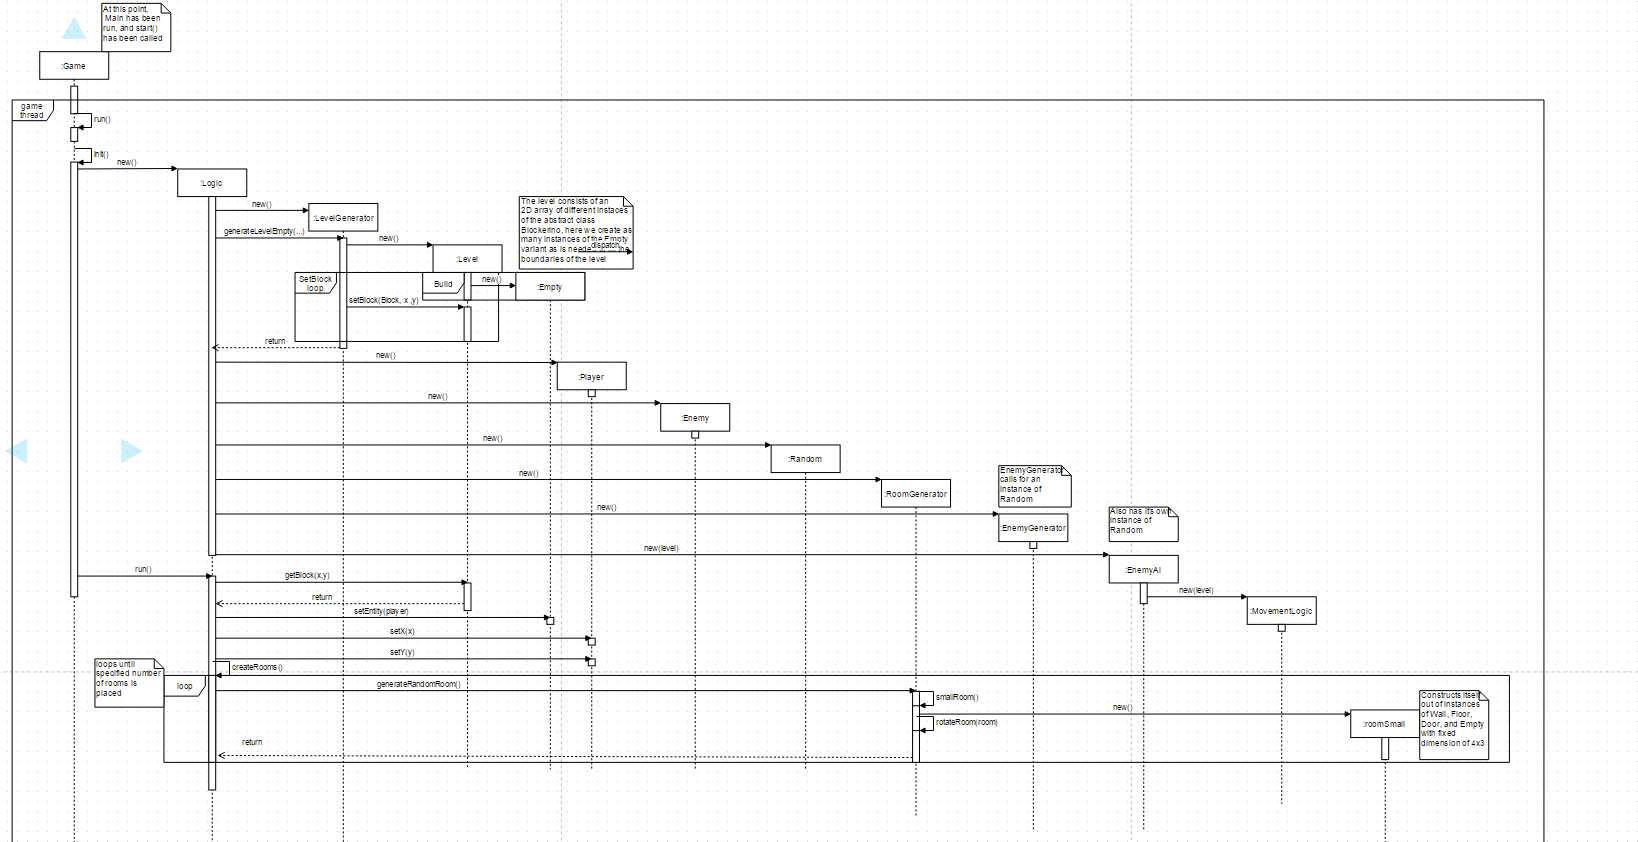 At this point,
Main has been
run, and start()
has been called
:Game
game
thread
run()
init()
new()
:Logic
new()
:LevelGenerator
generateLevelEmpty(...)
new()
:Level
The level consists of an
2D array of different instaces
of the abstract class
Blockerino, here we create as
many instances of the Empty
variant as is needed the
boundaries of the level
dispatch
SetBlock
loop
Build
new()
:Empty
setBlock(Block, x ,y)
return
new()
:Player
new()
:Enemy
new()
:Random
new()
:RoomGenerator
EnemyGenerator
calls for an
instance of
Random
new()
:EnemyGenerator
Also has it's own
instance of
Random
new(level)
:EnemyAI
run()
getBlock(x,y)
new(level)
:MovementLogic
return
setEntity(player)
setX(x)
setY(y)
createRooms()
loops until
specified number
of rooms is
placed
loop
generateRandomRoom()
smallRoom()
new()
rotateRoom(room)
:roomSmall
Constructs itself
out of instances
of Wall, Floor,
Door, and Empty
with fixed
dimension of 4x3
return